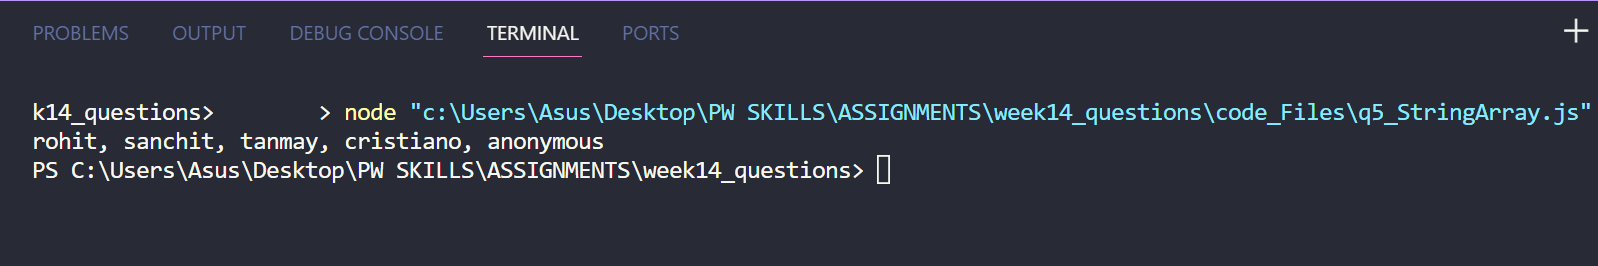 PROBLEMS OUTPUT DEBUG CONSOLE TERMINAL PORTS
k14_questions> > node "c:\Users\Asus\Desktop\PW SKILLS\ASSIGNMENTS\week14_questions\code_Files\q5_StringArray.js"
rohit, sanchit, tanmay, cristiano, anonymous
PS C:\Users\Asus\Desktop\PW SKILLS\ASSIGNMENTS\week14_questions>